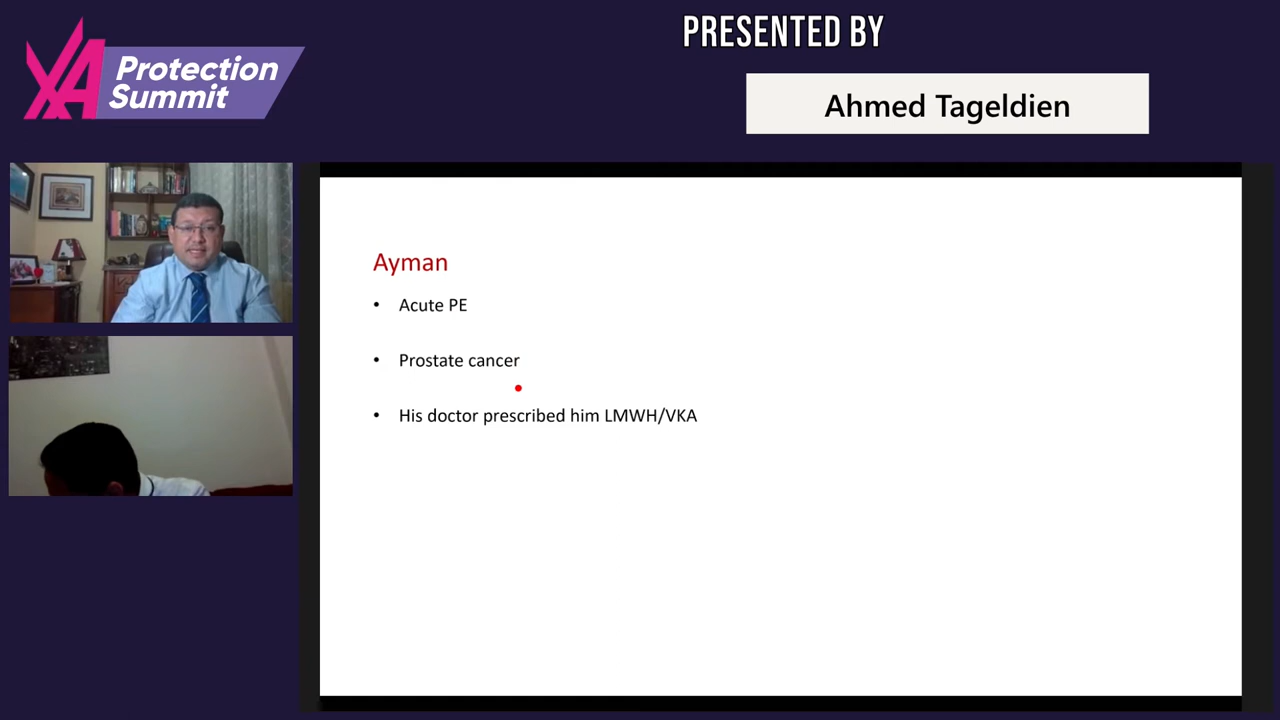 PRESENTED BY
Protection
Summit
Ahmed Tageldien
Ayman
• Acute PE
• Prostate cancer
• His doctor prescribed him LMWH/VKA